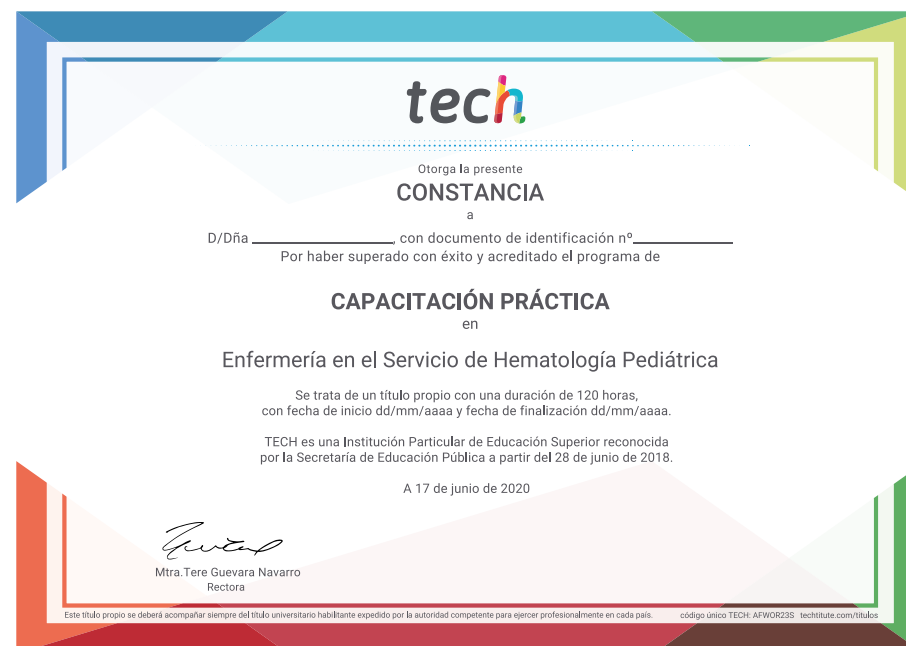 tech
Otorga la presente
CONSTANCIA
a
D/Dña ____________________, con documento de identificación nº______________
Por haber superado con éxito y acreditado el programa de
CAPACITACIÓN PRÁCTICA
en
Enfermería en el Servicio de Hematología Pediátrica
Se trata de un título propio con una duración de 120 horas,
con fecha de inicio dd/mm/aaaa y fecha de finalización dd/mm/aaaa.
TECH es una Institución Particular de Educación Superior reconocida
por la Secretaría de Educación Pública a partir del 28 de junio de 2018.
A 17 de junio de 2020
Mtra.Tere Guevara Navarro
Rectora
Este título propio se deberá acompañar siempre del título universitario habilitante expedido por la autoridad competente para ejercer profesionalmente en cada país. código único TECH: AFWOR23S techtitute.com/titulos